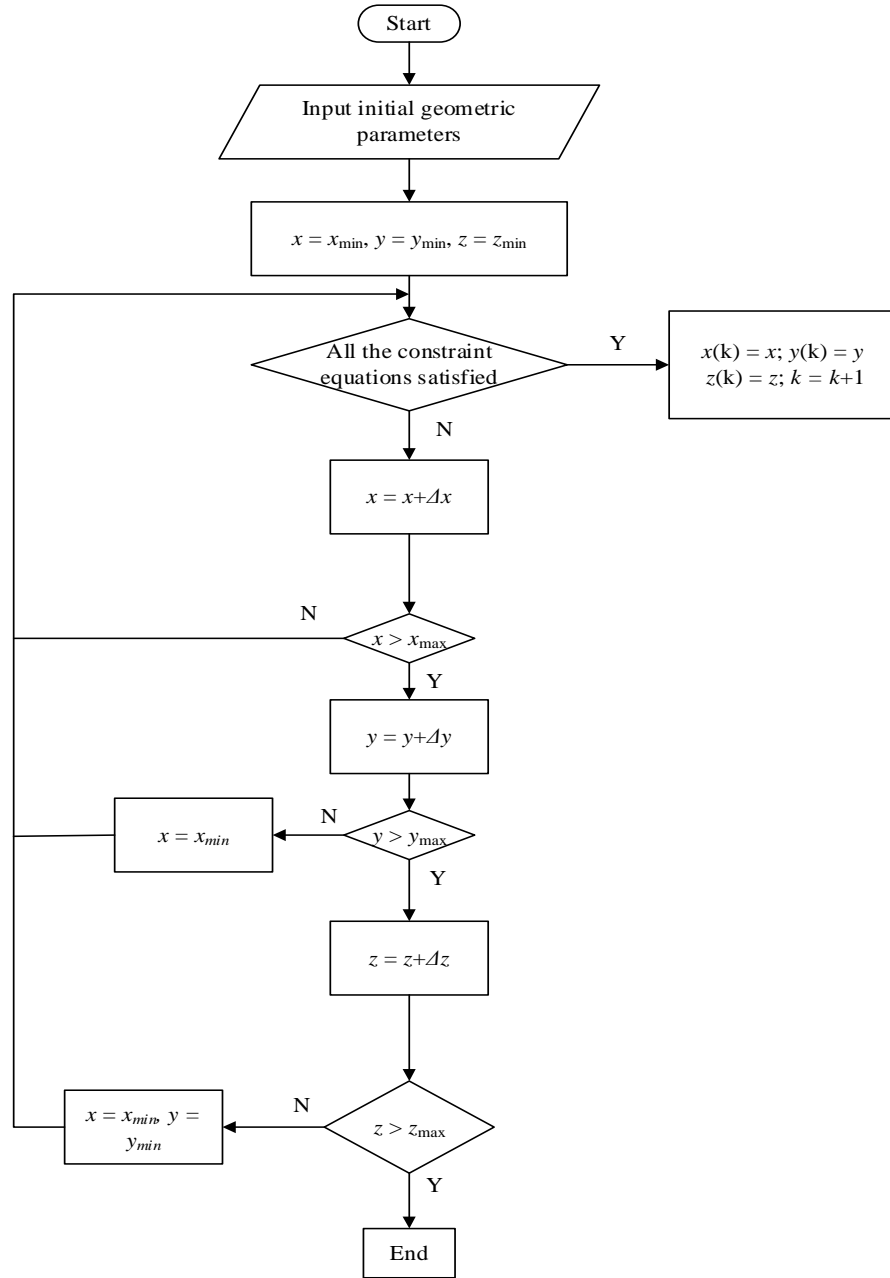 Start
Input initial geometric
parameters
x = xmin, y = ymin, z = zmin
All the constraint
equations satisfied
Y
x(k) = x; y(k) = y
z(k) = z; k = k+1
N
x = x+Δx
N
x > xmax
Y
y = y+Δy
x = xmin
N
y > ymax
Y
z = z+Δz
x = xmin, y =
ymin
N
z > zmax
Y
End